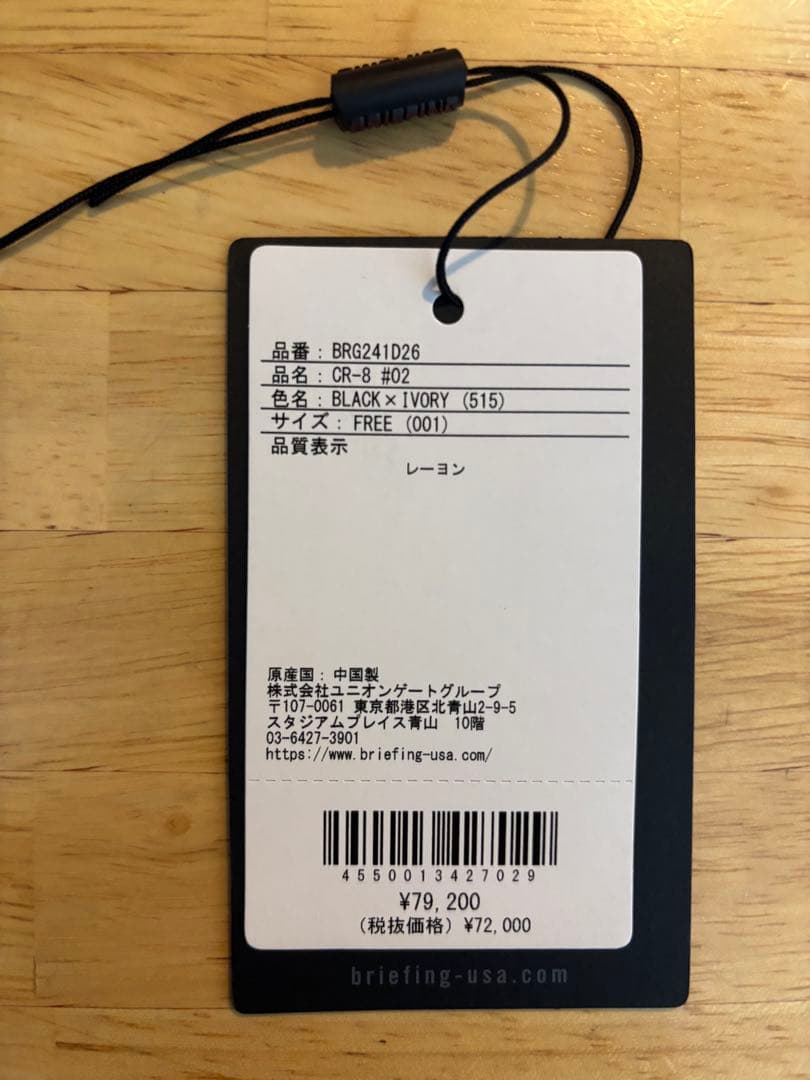 品番：BRG241D26
品名：CR-8 #02
色名：BLACK×IVORY (515)
サイズ：FREE (001)
品質表示
レーヨン
原産国：中国製
株式会社ユニオンゲートグループ
〒107-0061 東京都港区北青山2-9-5
スタジアムプレイス青山　10階
03-6427-3901
https://www.briefing-usa.com/
4550013427029
¥79,200
(税抜価格) ¥72,000
briefing-usa.com